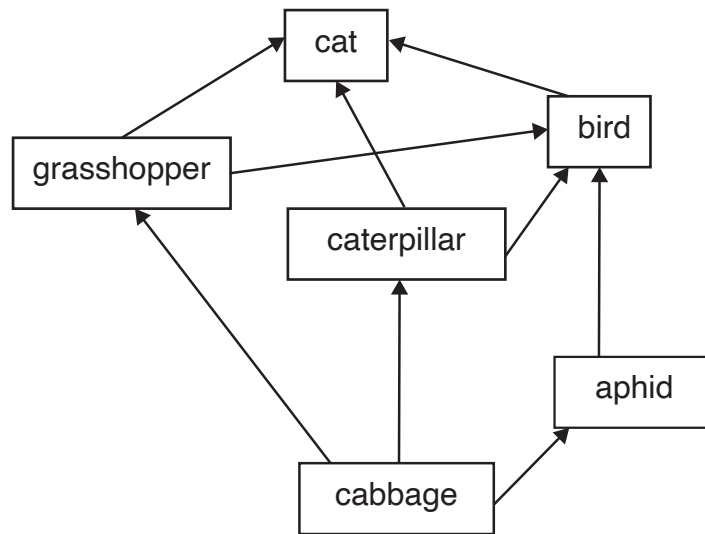 cat
bird
grasshopper
caterpillar
aphid
cabbage